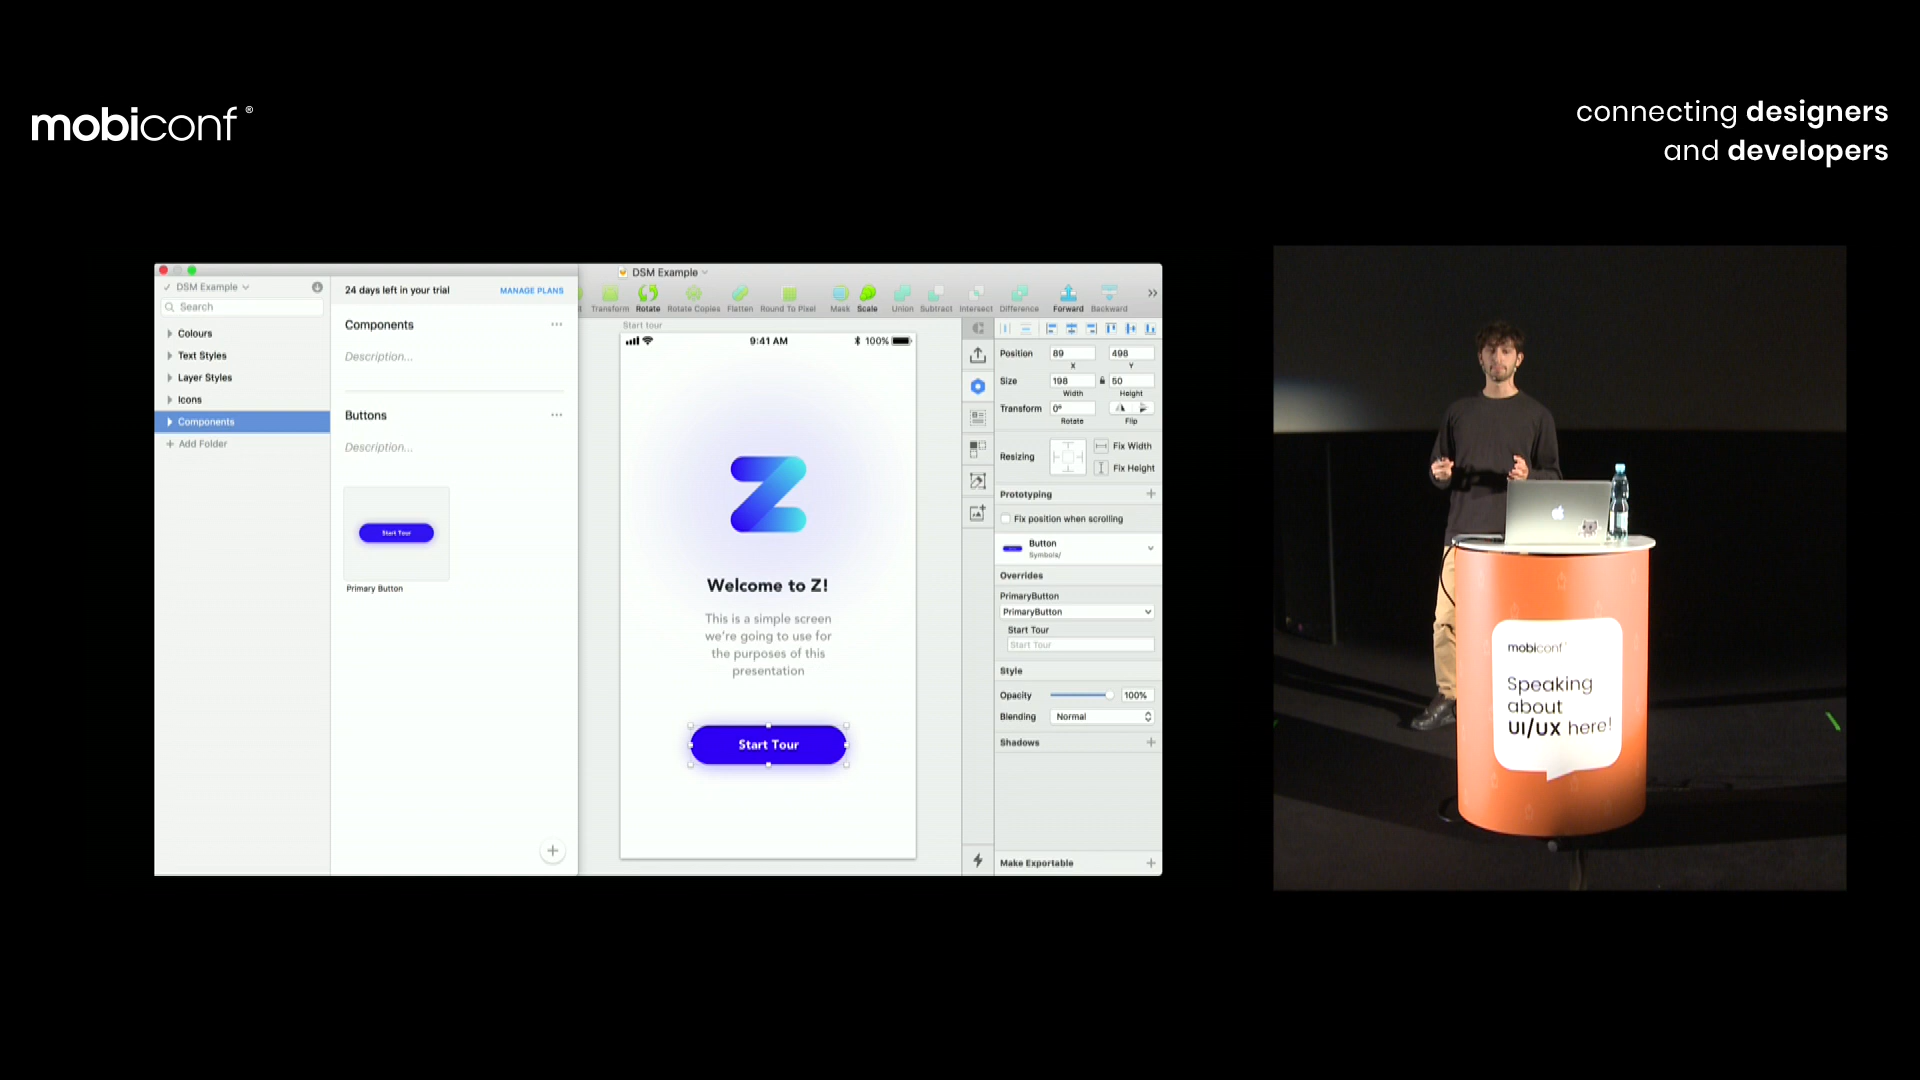 mobiconf®
connecting designers
and developers
DSM Example
Search
Colours
Text Styles
Layer Styles
Icons
Components
+ Add Folder
24 days left in your trial
MANAGE PLANS
Components
Description...
Buttons
Description...
Start Tour
Primary Button
DSM Example
Transform
Rotate
Rotate Copies
Flatten
Round To Pixel
Mask
Scale
Union
Subtract
Intersect
Difference
Forward
Backward
Start tour
9:41 AM
100%
Z
Welcome to Z!
This is a simple screen
we're going to use for
the purposes of this
presentation
Start Tour
Position
89
498
X
Y
Size
198
50
Width
Height
Transform
0°
Rotate
Flip
Resizing
Fix Width
Fix Height
Prototyping
Fix position when scrolling
Button
Symbols/
Overrides
PrimaryButton
PrimaryButton
Start Tour
Start Tour
Style
Opacity
100%
Blending
Normal
Shadows
Make Exportable
mobiconf
Speaking
about
UI/UX here!